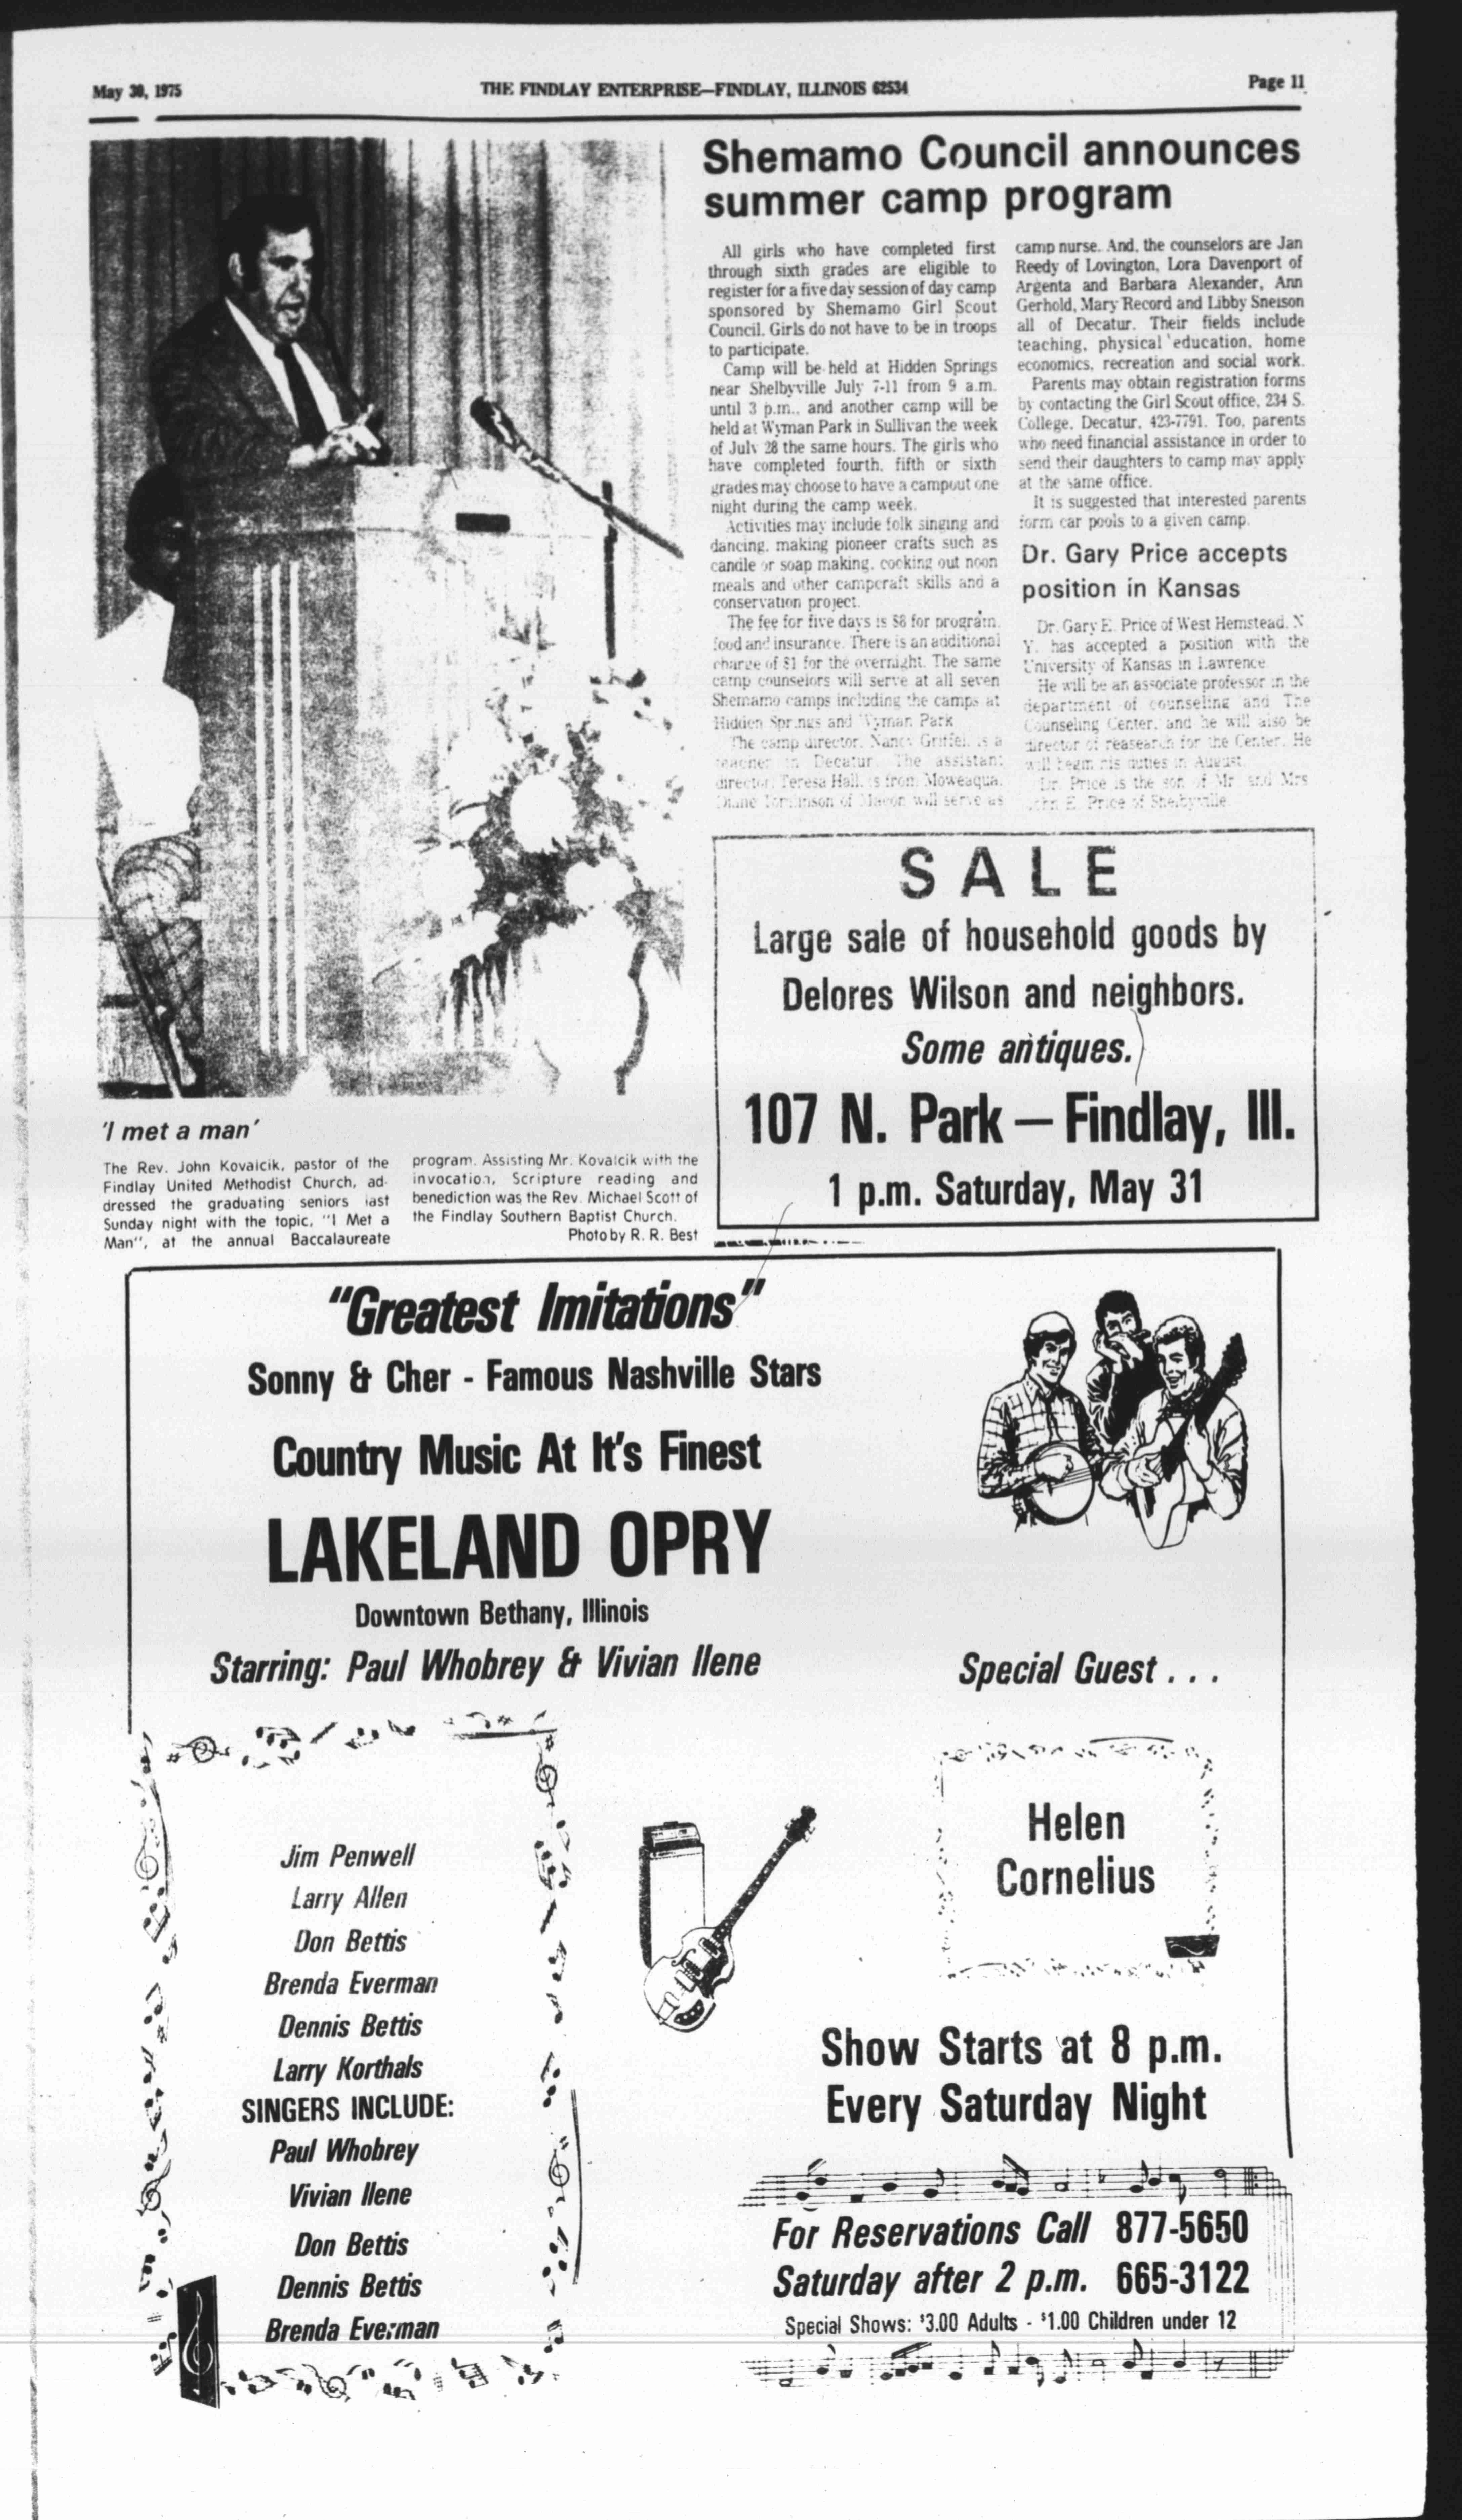 May 30, 1975
THE FINDLAY ENTERPRISE—FINDLAY, ILLINOIS 62534
Page 11
Shemamo Council announces
summer camp program
All girls who have completed first
through sixth grades are eligible to
register for a five day session of day camp
sponsored by Shemamo Girl Scout
Council. Girls do not have to be in troops
to participate.
Camp will be held at Hidden Springs
near Shelbyville July 7-11 from 9 a.m.
until 3 p.m., and another camp will be
held at Wyman Park in Sullivan the week
of July 28 the same hours. The girls who
have completed fourth, fifth or sixth
grades may choose to have a campout one
night during the camp week.
Activities may include folk singing and
dancing, making pioneer crafts such as
candle or soap making, cooking out noon
meals and other campcraft skills and a
conservation project.
The fee for five days is $8 for program,
food and insurance. There is an additional
charge of $1 for the overnight. The same
camp counselors will serve at all seven
Shemamo camps including the camps at
Hidden Springs and Wyman Park.
The camp director, Nancy Griffel, is a
teacher in Decatur. The assistant
director, Teresa Hall, is from Moweaqua.
Diane Tomlinson of Macon will serve as
camp nurse. And, the counselors are Jan
Reedy of Lovington, Lora Davenport of
Argenta and Barbara Alexander, Ann
Gerhold, Mary Record and Libby Snelson
all of Decatur. Their fields include
teaching, physical education, home
economics, recreation and social work.
Parents may obtain registration forms
by contacting the Girl Scout office, 234 S.
College, Decatur, 423-7791. Too, parents
who need financial assistance in order to
send their daughters to camp may apply
at the same office.
It is suggested that interested parents
form car pools to a given camp.
Dr. Gary Price accepts
position in Kansas
Dr. Gary E. Price of West Hemstead, N.
Y. has accepted a position with the
University of Kansas in Lawrence.
He will be an associate professor in the
department of counseling and The
Counseling Center, and he will also be
director of reasearch for the Center. He
will begin his duties in August.
Dr. Price is the son of Mr. and Mrs.
John E. Price of Shelbyville.
SALE
Large sale of household goods by
Delores Wilson and neighbors.
Some antiques.
107 N. Park — Findlay, Ill.
1 p.m. Saturday, May 31
'I met a man'
The Rev. John Kovalcik, pastor of the
Findlay United Methodist Church, ad-
dressed the graduating seniors last
Sunday night with the topic, "I Met a
Man", at the annual Baccalaureate
program. Assisting Mr. Kovalcik with the
invocation, Scripture reading and
benediction was the Rev. Michael Scott of
the Findlay Southern Baptist Church.
Photo by R. R. Best
"Greatest Imitations"
Sonny & Cher - Famous Nashville Stars
Country Music At It's Finest
LAKELAND OPRY
Downtown Bethany, Illinois
Starring: Paul Whobrey & Vivian Ilene
Special Guest . . .
Jim Penwell
Larry Allen
Don Bettis
Brenda Everman
Dennis Bettis
Larry Korthals
SINGERS INCLUDE:
Paul Whobrey
Vivian Ilene
Don Bettis
Dennis Bettis
Brenda Everman
Helen
Cornelius
Show Starts at 8 p.m.
Every Saturday Night
For Reservations Call 877-5650
Saturday after 2 p.m. 665-3122
Special Shows: $3.00 Adults - $1.00 Children under 12